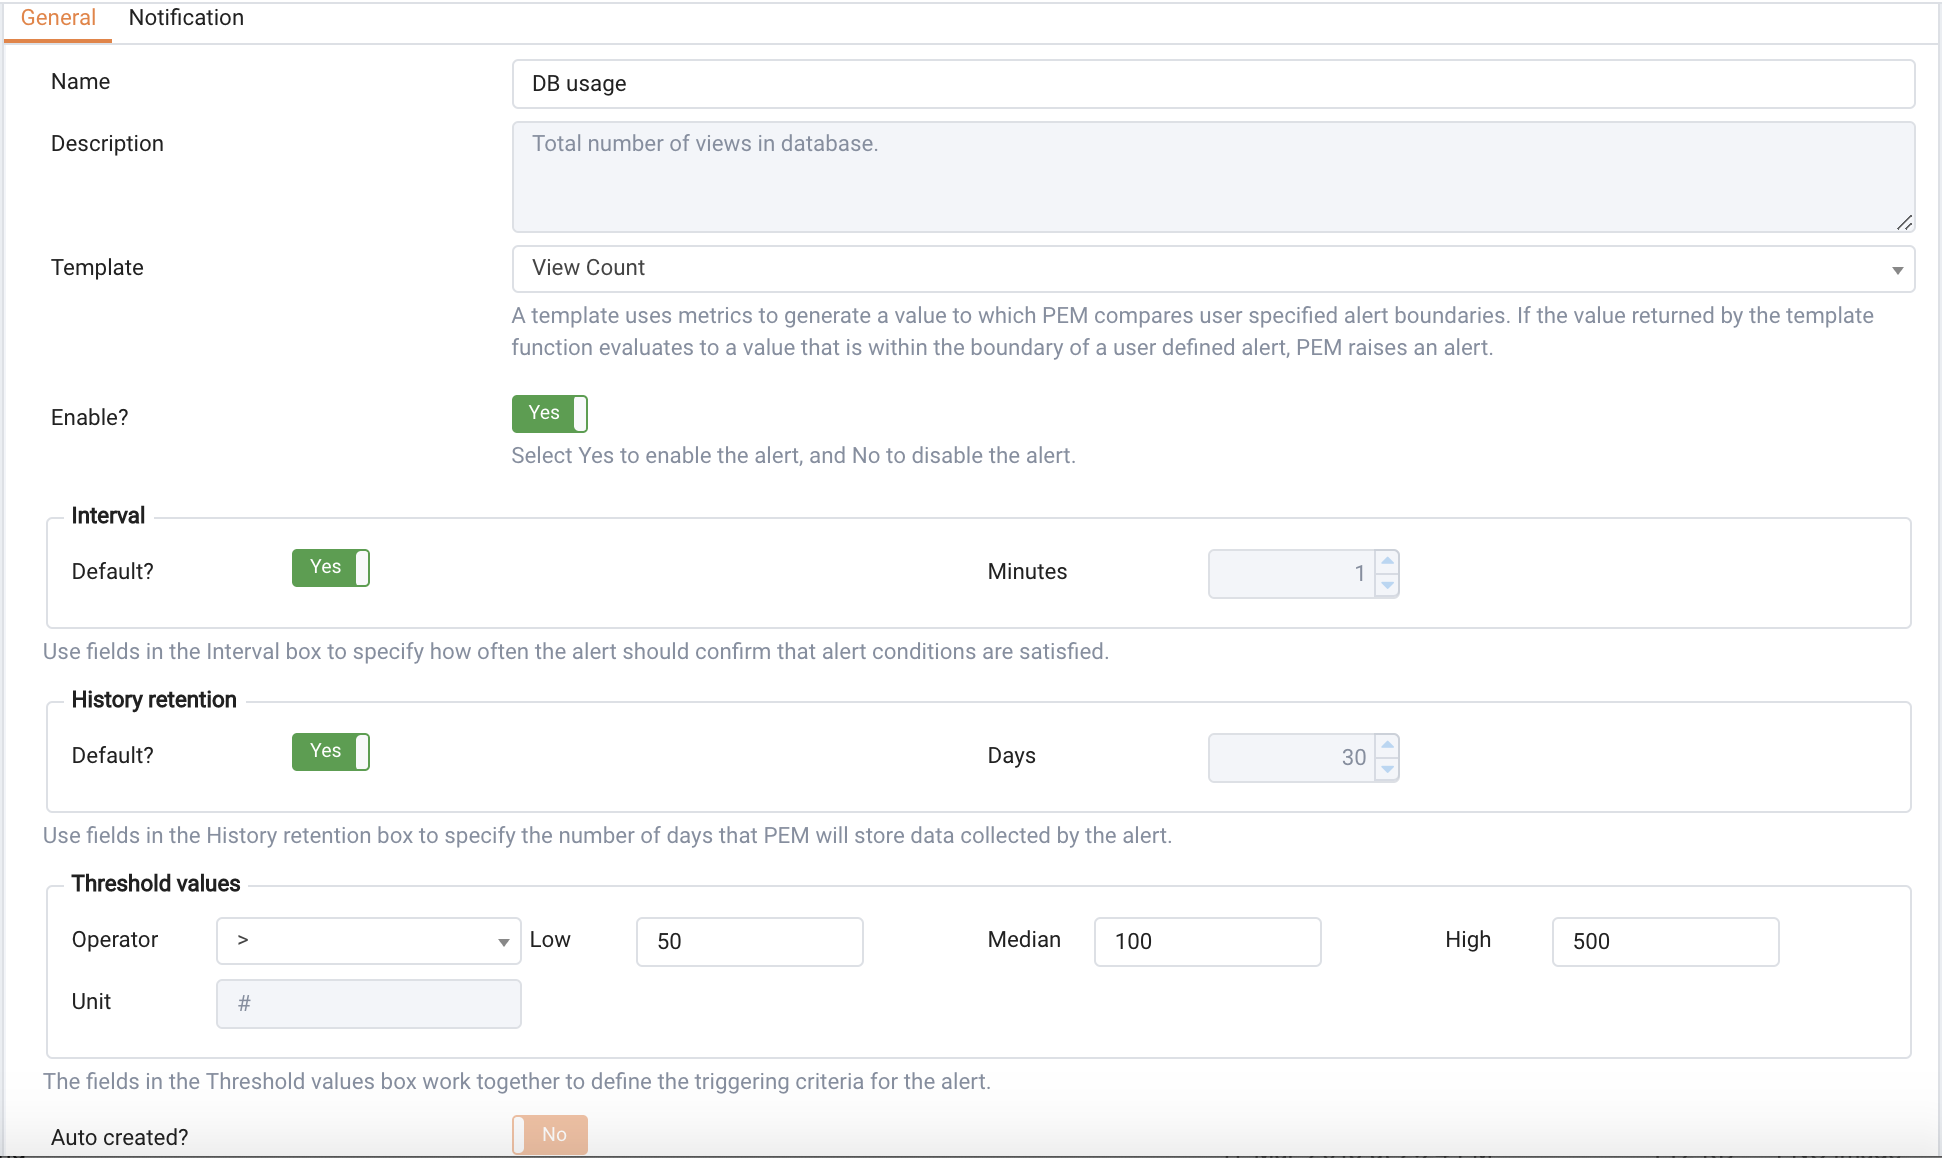 General Notification
Name DB usage
Description Total number of views in database.
Template View Count
A template uses metrics to generate a value to which PEM compares user specified alert boundaries. If the value returned by the template
function evaluates to a value that is within the boundary of a user defined alert, PEM raises an alert.
Enable? Yes
Select Yes to enable the alert, and No to disable the alert.
Interval
Default? Yes Minutes 1
Use fields in the Interval box to specify how often the alert should confirm that alert conditions are satisfied.
History retention
Default? Yes Days 30
Use fields in the History retention box to specify the number of days that PEM will store data collected by the alert.
Threshold values
Operator > Low 50 Median 100 High 500
Unit #
The fields in the Threshold values box work together to define the triggering criteria for the alert.
Auto created? No